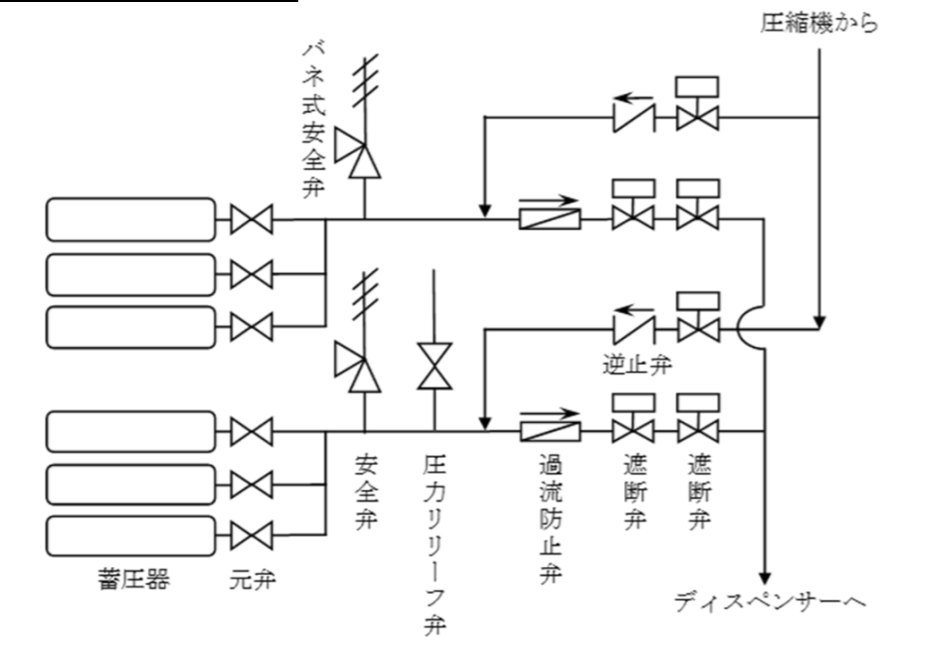 圧縮機から
バネ式安全弁
逆止弁
安全弁
圧力リリーフ弁
過流防止弁
遮断弁
遮断弁
蓄圧器
元弁
ディスペンサーへ